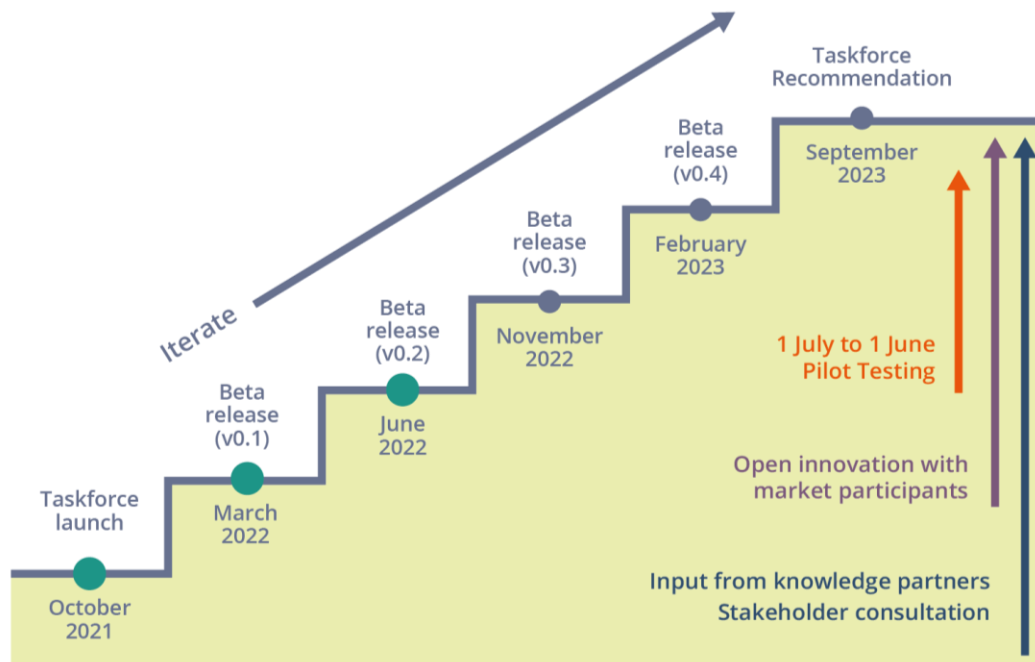 Taskforce
Recommendation
September
2023
Beta
release
(v0.4)
February
2023
Beta
release
(v0.3)
November
2022
Beta
release
(v0.2)
June
2022
Beta
release
(v0.1)
March
2022
Taskforce
launch
October
2021
Iterate
1 July to 1 June
Pilot Testing
Open innovation with
market participants
Input from knowledge partners
Stakeholder consultation